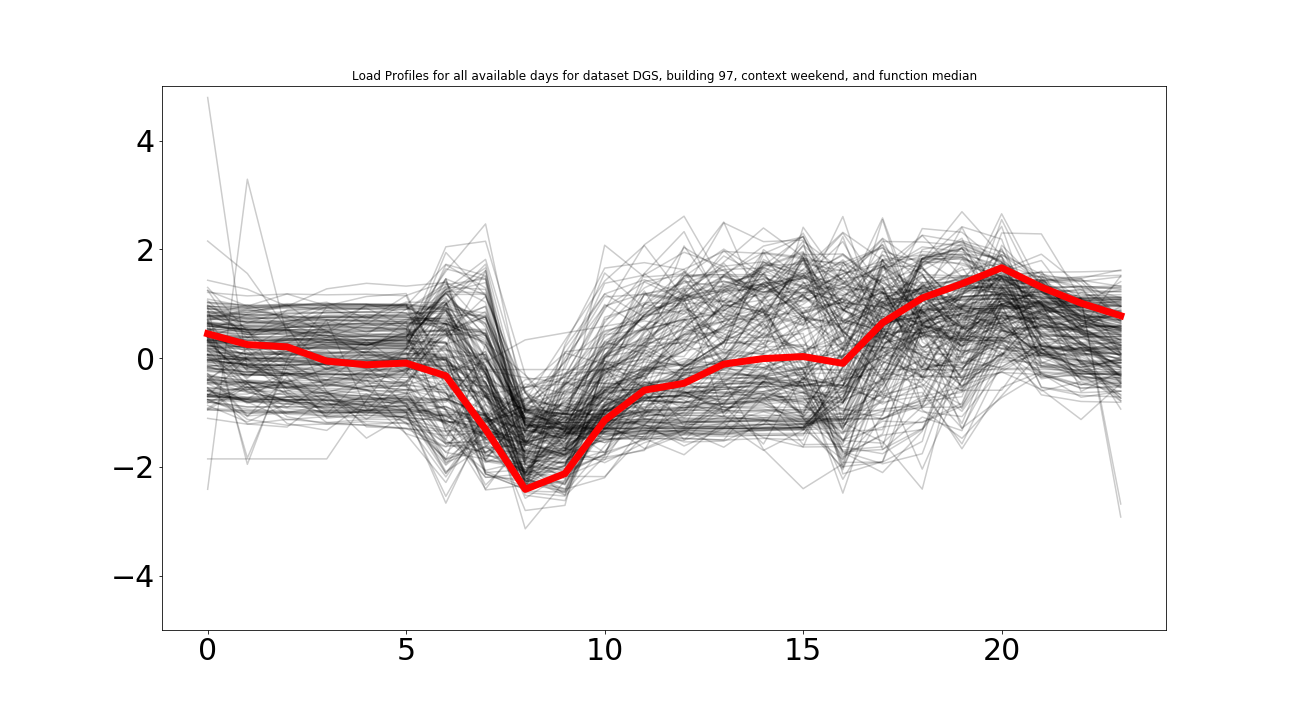 Load Profiles for all available days for dataset DGS, building 97, context weekend, and function median
4
2
0
−2
−4
0 5 10 15 20